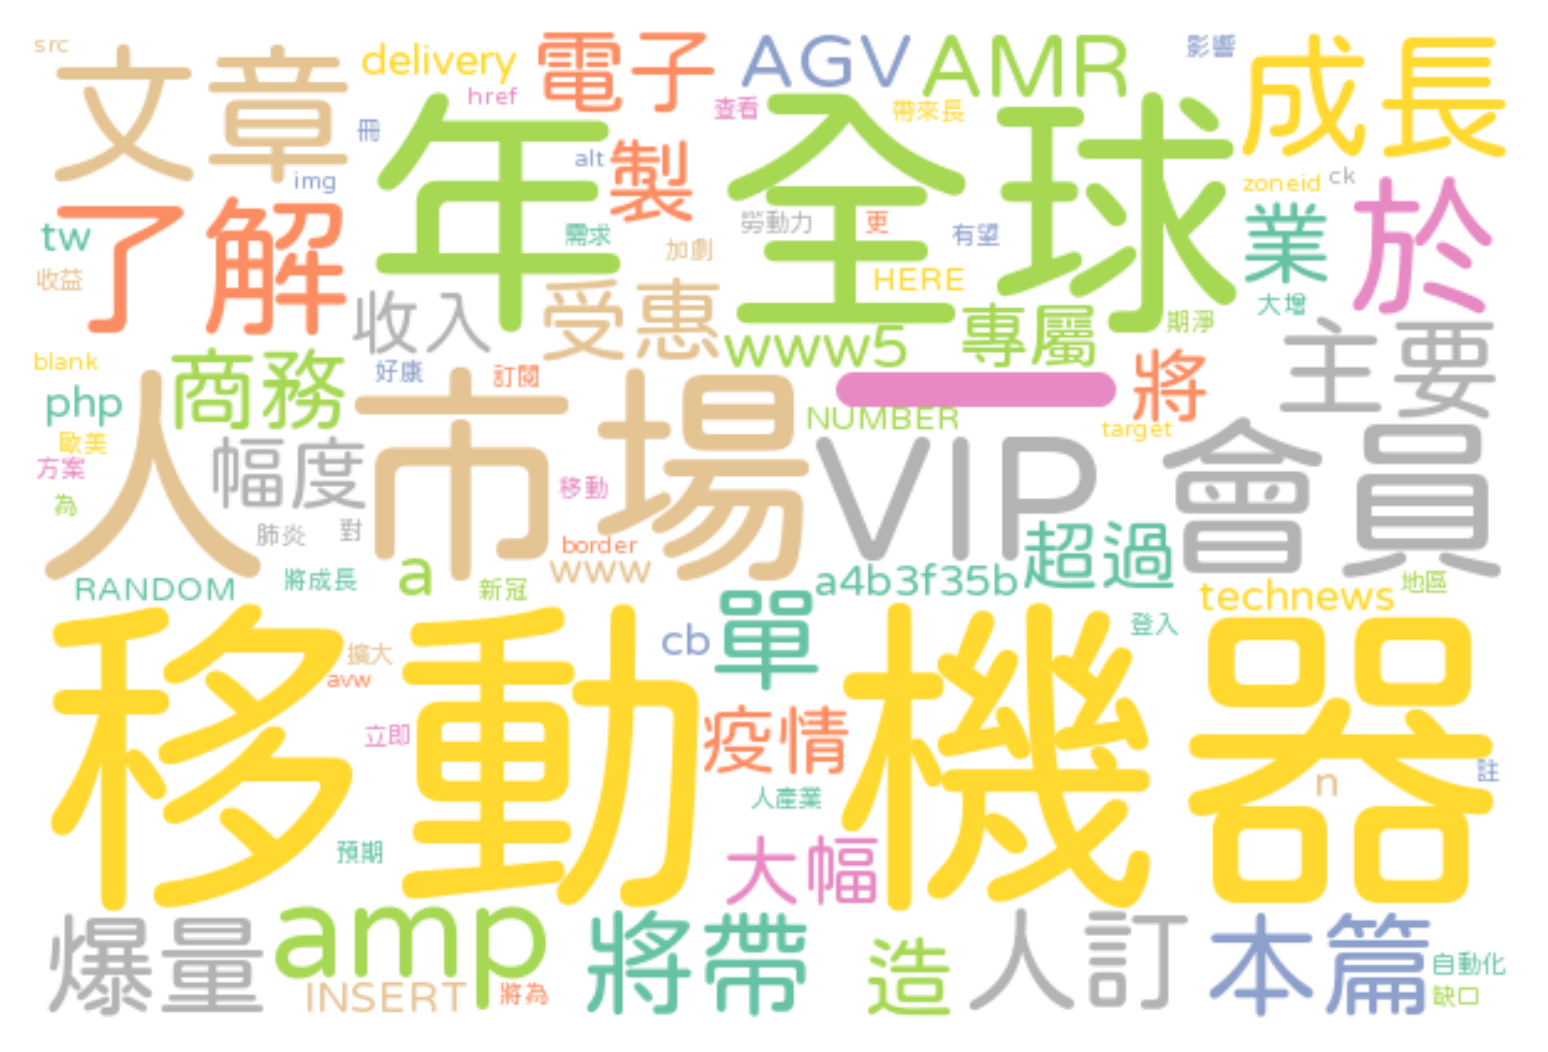 src
文章
delivery
href
電子
AGV
AMR
影響
成長
冊
查看
帶來長
img
年
alt
製
全球
zoneid
ck
了解
tw
收益
需求
加劇
勞動力
更
有望
HERE
業
於
大增
收入
受惠
www5
專屬
期淨
主要
blank
商務
好康
訂閱
一
將
php
歐美
方案
為
人
幅度
市場
NUMBER
target
VIP
會員
移動
肺炎
對
border
www
超過
RANDOM
將成長
a
新冠
a4b3f35b
technews
地區
移動
機器
擴大
avw
cb
單
登入
立即
疫情
n
註
人產業
預期
大幅
爆量
amp
INSERT
將為
將帶
造
人訂
本篇
自動化
缺口